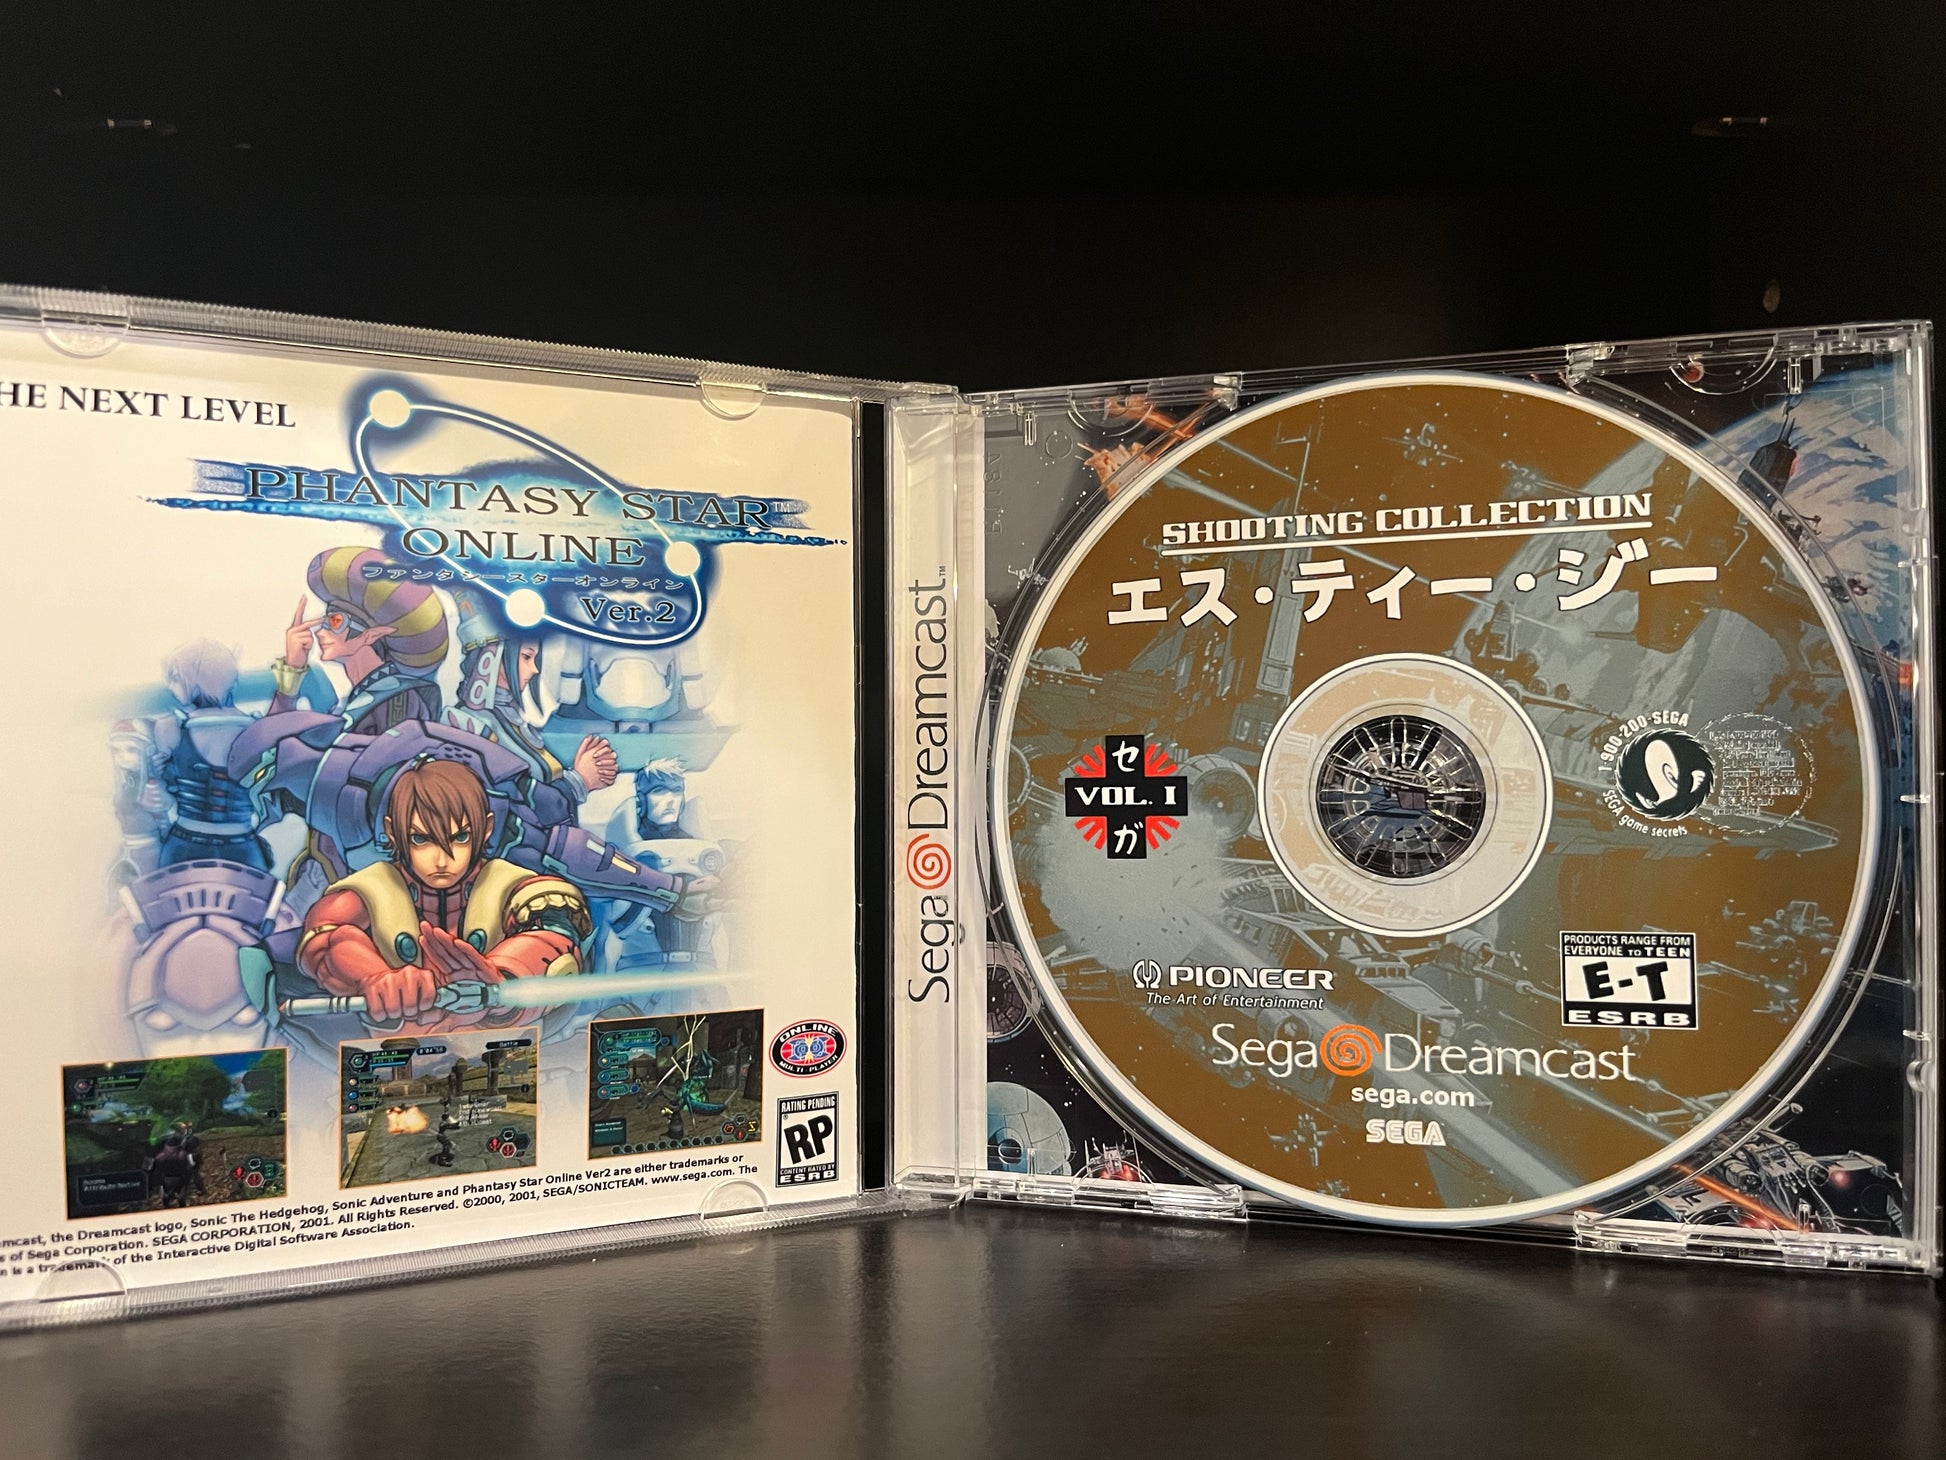 HE NEXT LEVEL
PHANTASY STAR™
ONLINE
ファンタシースターオンライン
Ver.2
ONLINE
MULTI PLAYER
RATING PENDING
RP
CONTENT RATED BY
ESRB
mcast, the Dreamcast logo, Sonic The Hedgehog, Sonic Adventure and Phantasy Star Online Ver2 are either trademarks or
s of Sega Corporation. SEGA CORPORATION, 2001. All Rights Reserved. ©2000, 2001, SEGA/SONICTEAM. www.sega.com. The
n is a trademark of the Interactive Digital Software Association.
Sega Dreamcast™
SHOOTING COLLECTION
エス・ティー・ジー
セ
VOL. I
ガ
1-900-200-SEGA
SEGA game secrets
PIONEER
The Art of Entertainment
PRODUCTS RANGE FROM
EVERYONE TO TEEN
E-T
ESRB
Sega Dreamcast
sega.com
SEGA